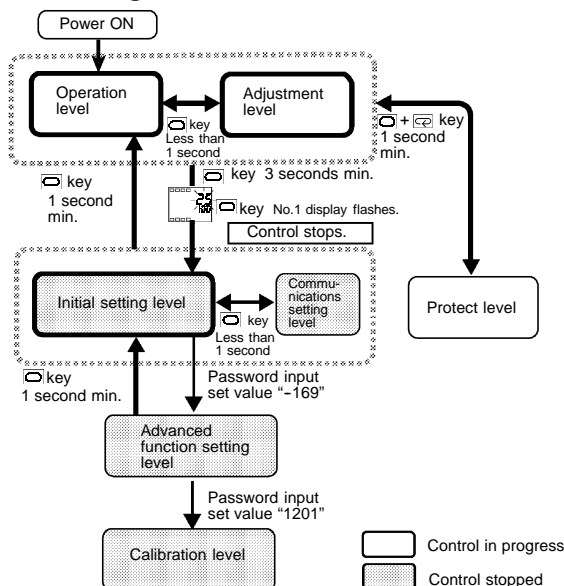 Power ON
Operation
level
Adjustment
level
key
Less than
1 second
+ key
1 second
min.
key
1 second
min.
key 3 seconds min.
25
100
key No.1 display flashes.
Control stops.
Initial setting level
Commu-
nications
setting
level
key
Less than
1 second
Protect level
key
1 second min.
Password input
set value “-169”
Advanced
function setting
level
Password input
set value “1201”
Calibration level
Control in progress
Control stopped